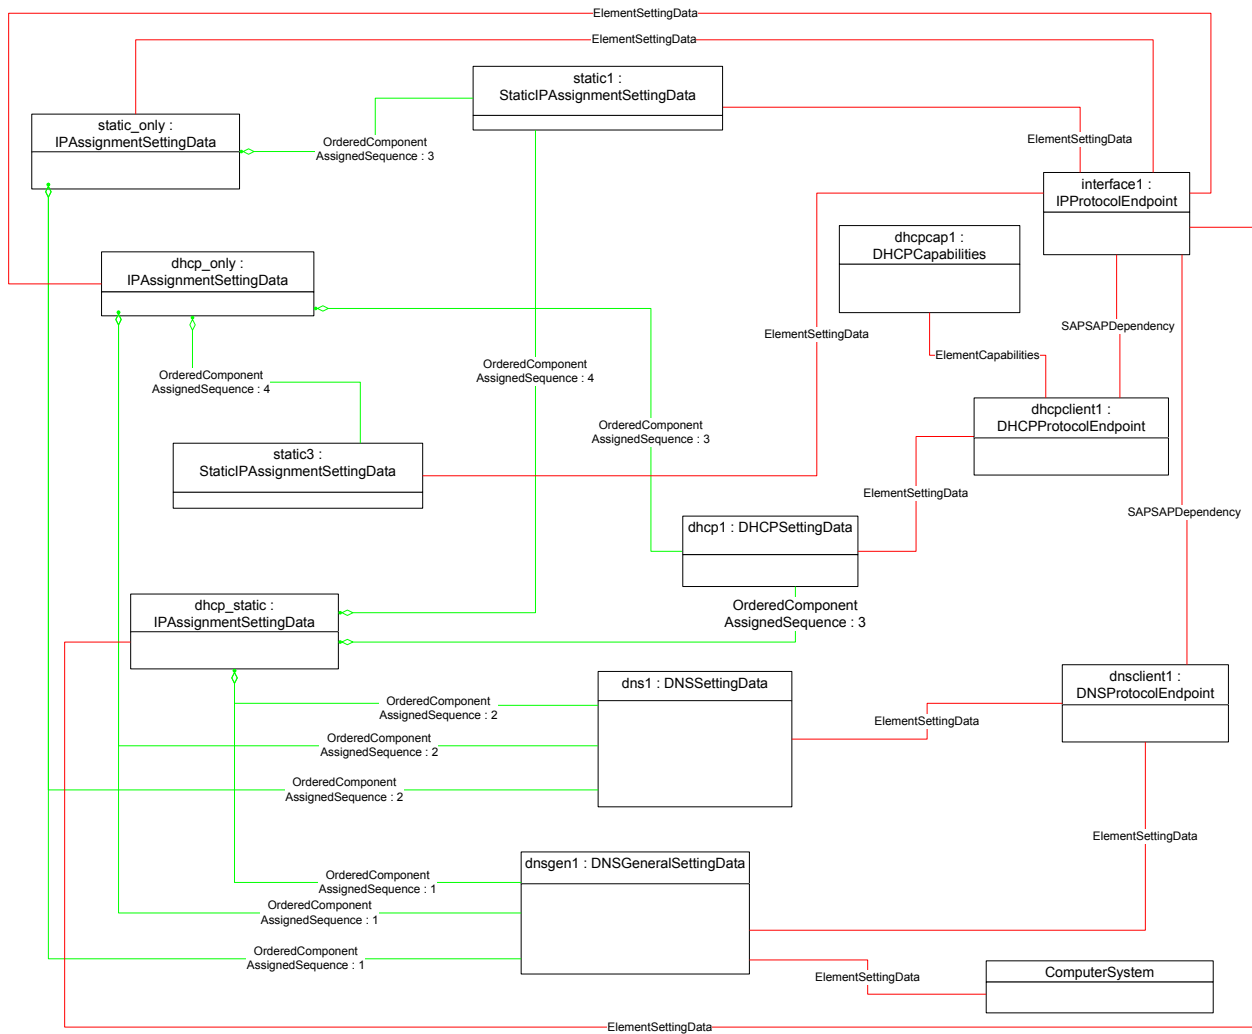 ElementSettingData
ElementSettingData
static1 :
StaticIPAssignmentSettingData
static_only :
IPAssignmentSettingData
OrderedComponent
AssignedSequence : 3
ElementSettingData
interface1 :
IPProtocolEndpoint
dhcpcap1 :
DHCPCapabilities
dhcp_only :
IPAssignmentSettingData
ElementSettingData
SAPSAPDependency
ElementCapabilities
OrderedComponent
AssignedSequence : 4
OrderedComponent
AssignedSequence : 4
dhcpclient1 :
DHCPProtocolEndpoint
OrderedComponent
AssignedSequence : 3
static3 :
StaticIPAssignmentSettingData
ElementSettingData
SAPSAPDependency
dhcp1 : DHCPSettingData
dhcp_static :
IPAssignmentSettingData
OrderedComponent
AssignedSequence : 3
dns1 : DNSSettingData
dnsclient1 :
DNSProtocolEndpoint
OrderedComponent
AssignedSequence : 2
ElementSettingData
OrderedComponent
AssignedSequence : 2
OrderedComponent
AssignedSequence : 2
ElementSettingData
dnsgen1 : DNSGeneralSettingData
OrderedComponent
AssignedSequence : 1
OrderedComponent
AssignedSequence : 1
OrderedComponent
AssignedSequence : 1
ElementSettingData
ComputerSystem
ElementSettingData